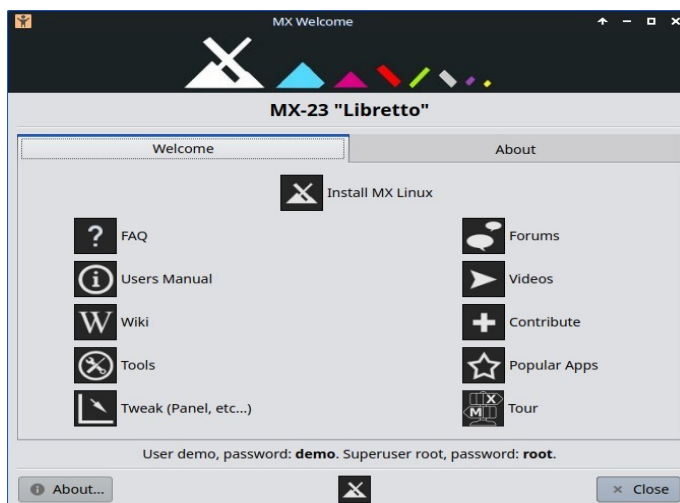 MX Welcome
MX-23 "Libretto"
Welcome About
Install MX Linux
? FAQ Forums
i Users Manual Videos
W Wiki Contribute
Tools Popular Apps
Tweak (Panel, etc...) X M Tour
User demo, password: demo. Superuser root, password: root.
About... Close